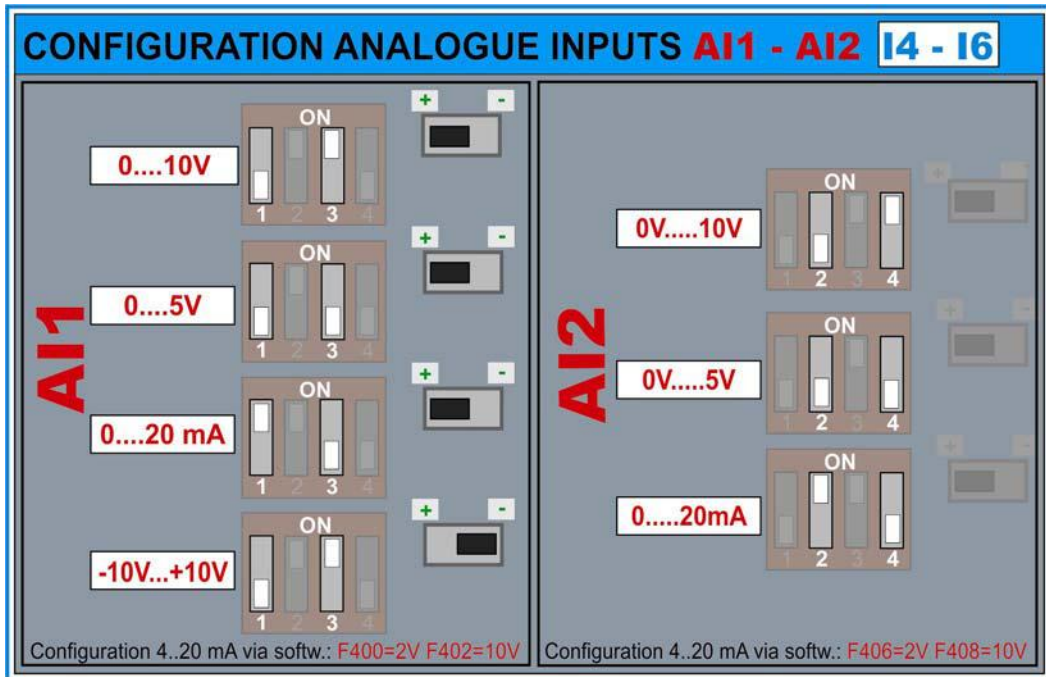 CONFIGURATION ANALOGUE INPUTS AI1 - AI2 I4 - I6
AI1
0....10V
ON
1 2 3 4
+ -
0....5V
ON
1 2 3 4
+ -
0....20 mA
ON
1 2 3 4
+ -
-10V...+10V
ON
1 2 3 4
+ -
Configuration 4..20 mA via softw.: F400=2V F402=10V
AI2
0V.....10V
ON
1 2 3 4
+ -
0V.....5V
ON
1 2 3 4
+ -
0.....20mA
ON
1 2 3 4
+ -
Configuration 4..20 mA via softw.: F406=2V F408=10V